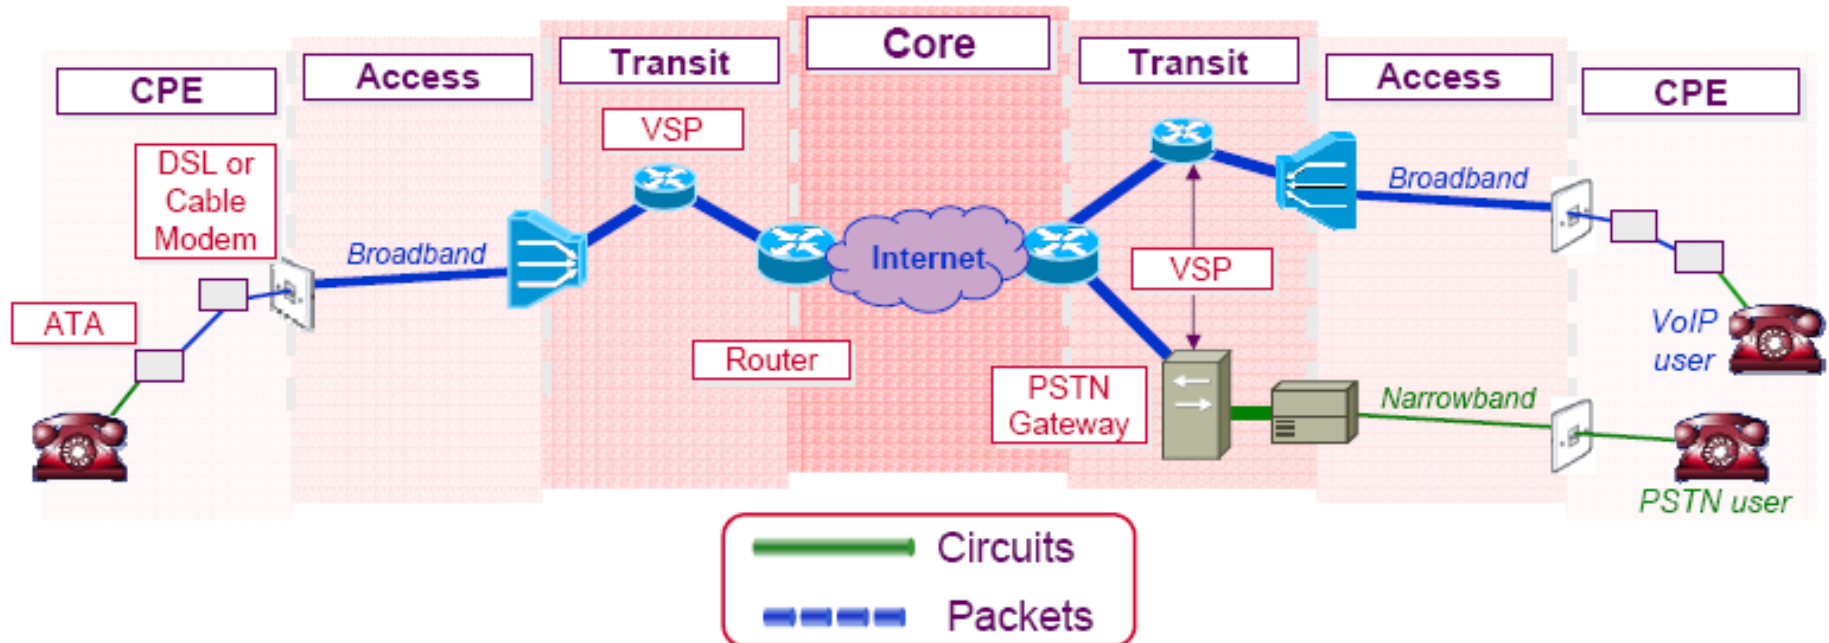 CPE
Access
Transit
Core
Transit
Access
CPE
VSP
DSL or
Cable
Modem
Broadband
ATA
Router
Internet
VSP
PSTN
Gateway
Broadband
VoIP
user
Narrowband
PSTN user
Circuits
Packets